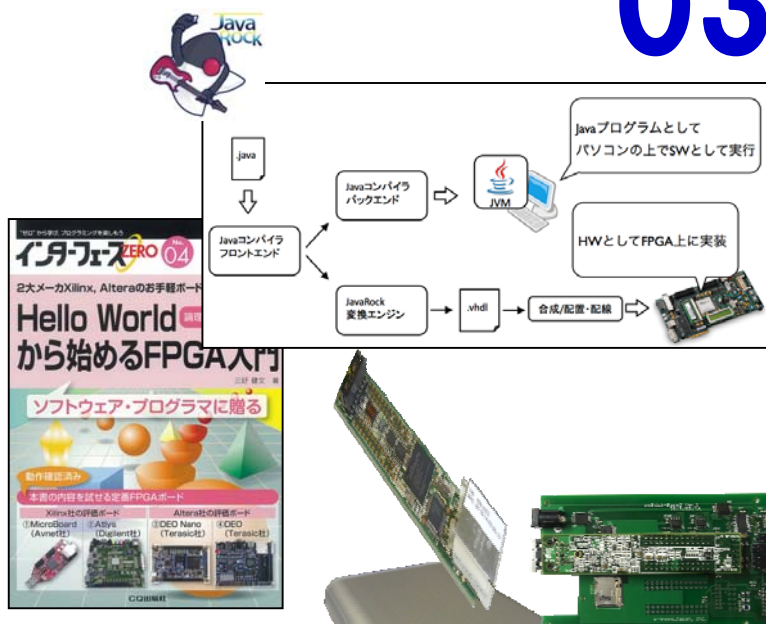 03
Java
ROCK
.java
Javaコンパイラ
フロントエンド
Javaコンパイラ
バックエンド
JVM
Javaプログラムとして
パソコンの上でSWとして実行
JavaRock
変換エンジン
.vhdl
合成/配置・配線
HWとしてFPGA上に実装
"ゼロ"から学び,プログラミングを楽しもう
インターフェースZERO No.04
2大メーカXilinx, Alteraのお手軽ボード
Hello World
から始めるFPGA入門
三好 健文 著
ソフトウェア・プログラマに贈る
動作確認済み
本書の内容を試せる定番FPGAボード
Xilinx社の評価ボード
Altera社の評価ボード
①MicroBoard
(Avnet社)
②Atlys
(Digilent社)
③DE0 Nano
(Terasic社)
④DE0
(Terasic社)
CQ出版社